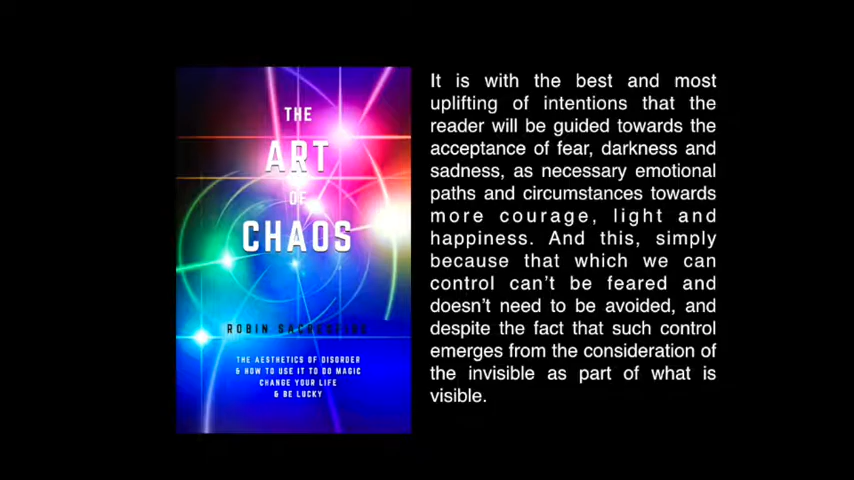 THE
ART
OF
CHAOS
ROBIN SACREDFIRE
THE AESTHETICS OF DISORDER
& HOW TO USE IT TO DO MAGIC
CHANGE YOUR LIFE
& BE LUCKY
It is with the best and most
uplifting of intentions that the
reader will be guided towards the
acceptance of fear, darkness and
sadness, as necessary emotional
paths and circumstances towards
more courage, light and
happiness. And this, simply
because that which we can
control can't be feared and
doesn't need to be avoided, and
despite the fact that such control
emerges from the consideration of
the invisible as part of what is
visible.